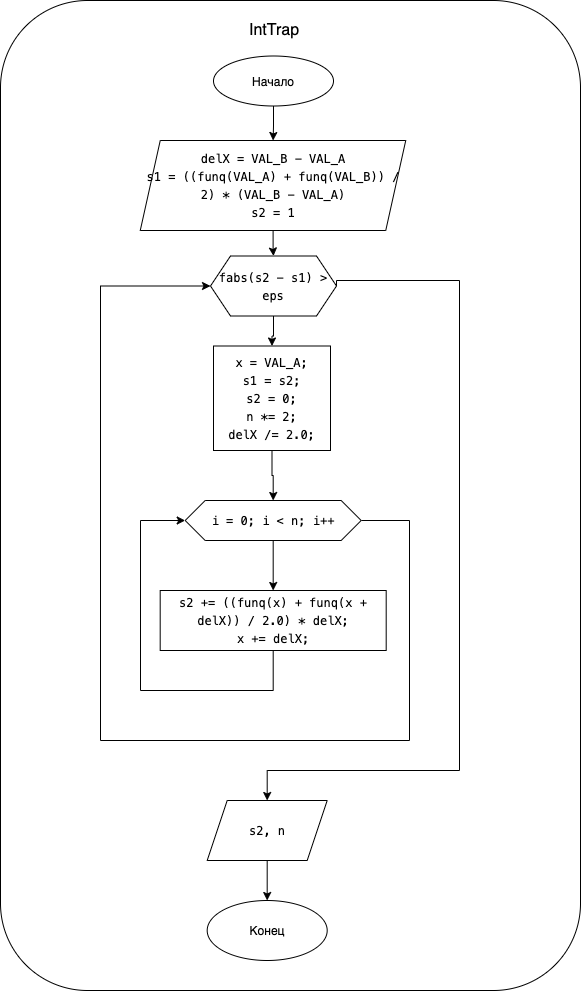 IntTrap
Начало
delX = VAL_B - VAL_A
s1 = ((funq(VAL_A) + funq(VAL_B)) /
2) * (VAL_B - VAL_A)
s2 = 1
fabs(s2 - s1) >
eps
x = VAL_A;
s1 = s2;
s2 = 0;
n *= 2;
delX /= 2.0;
i = 0; i < n; i++
s2 += ((funq(x) + funq(x +
delX)) / 2.0) * delX;
x += delX;
s2, n
Конец